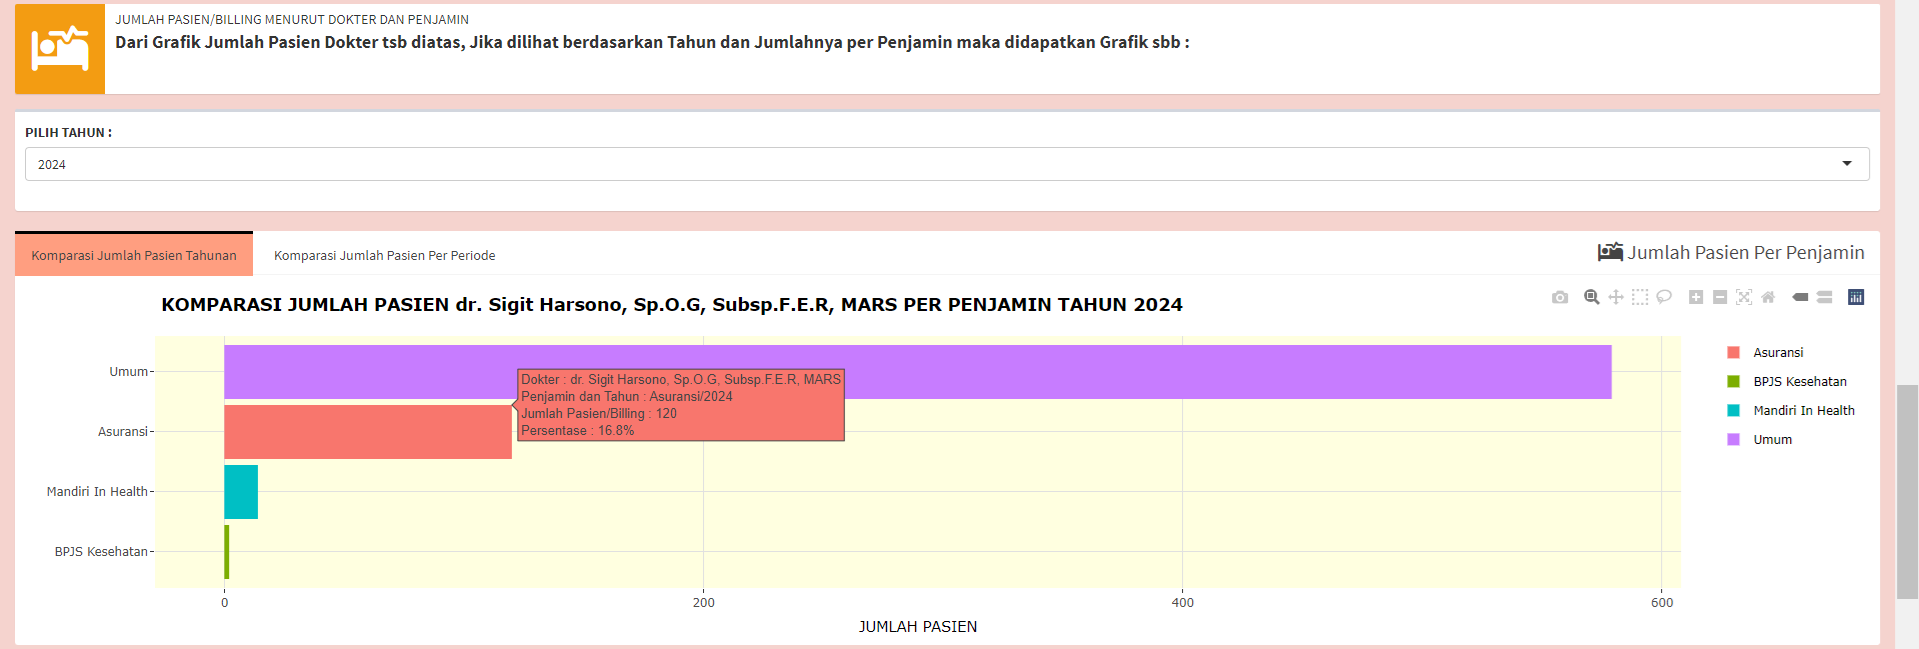 JUMLAH PASIEN/BILLING MENURUT DOKTER DAN PENJAMIN
Dari Grafik Jumlah Pasien Dokter tsb diatas, Jika dilihat berdasarkan Tahun dan Jumlahnya per Penjamin maka didapatkan Grafik sbb :
PILIH TAHUN :
2024
Komparasi Jumlah Pasien Tahunan
Komparasi Jumlah Pasien Per Periode
Jumlah Pasien Per Penjamin
KOMPARASI JUMLAH PASIEN dr. Sigit Harsono, Sp.O.G, Subsp.F.E.R, MARS PER PENJAMIN TAHUN 2024
Umum
Asuransi
Mandiri In Health
BPJS Kesehatan
Dokter : dr. Sigit Harsono, Sp.O.G, Subsp.F.E.R, MARS
Penjamin dan Tahun : Asuransi/2024
Jumlah Pasien/Billing : 120
Persentase : 16.8%
0
200
400
600
JUMLAH PASIEN
Asuransi
BPJS Kesehatan
Mandiri In Health
Umum